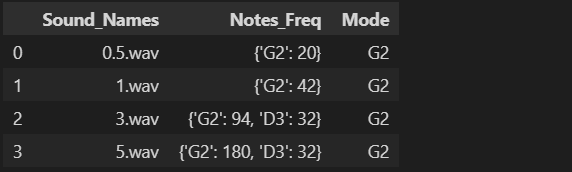 Sound_Names Notes_Freq Mode
0 0.5.wav {'G2': 20} G2
1 1.wav {'G2': 42} G2
2 3.wav {'G2': 94, 'D3': 32} G2
3 5.wav {'G2': 180, 'D3': 32} G2